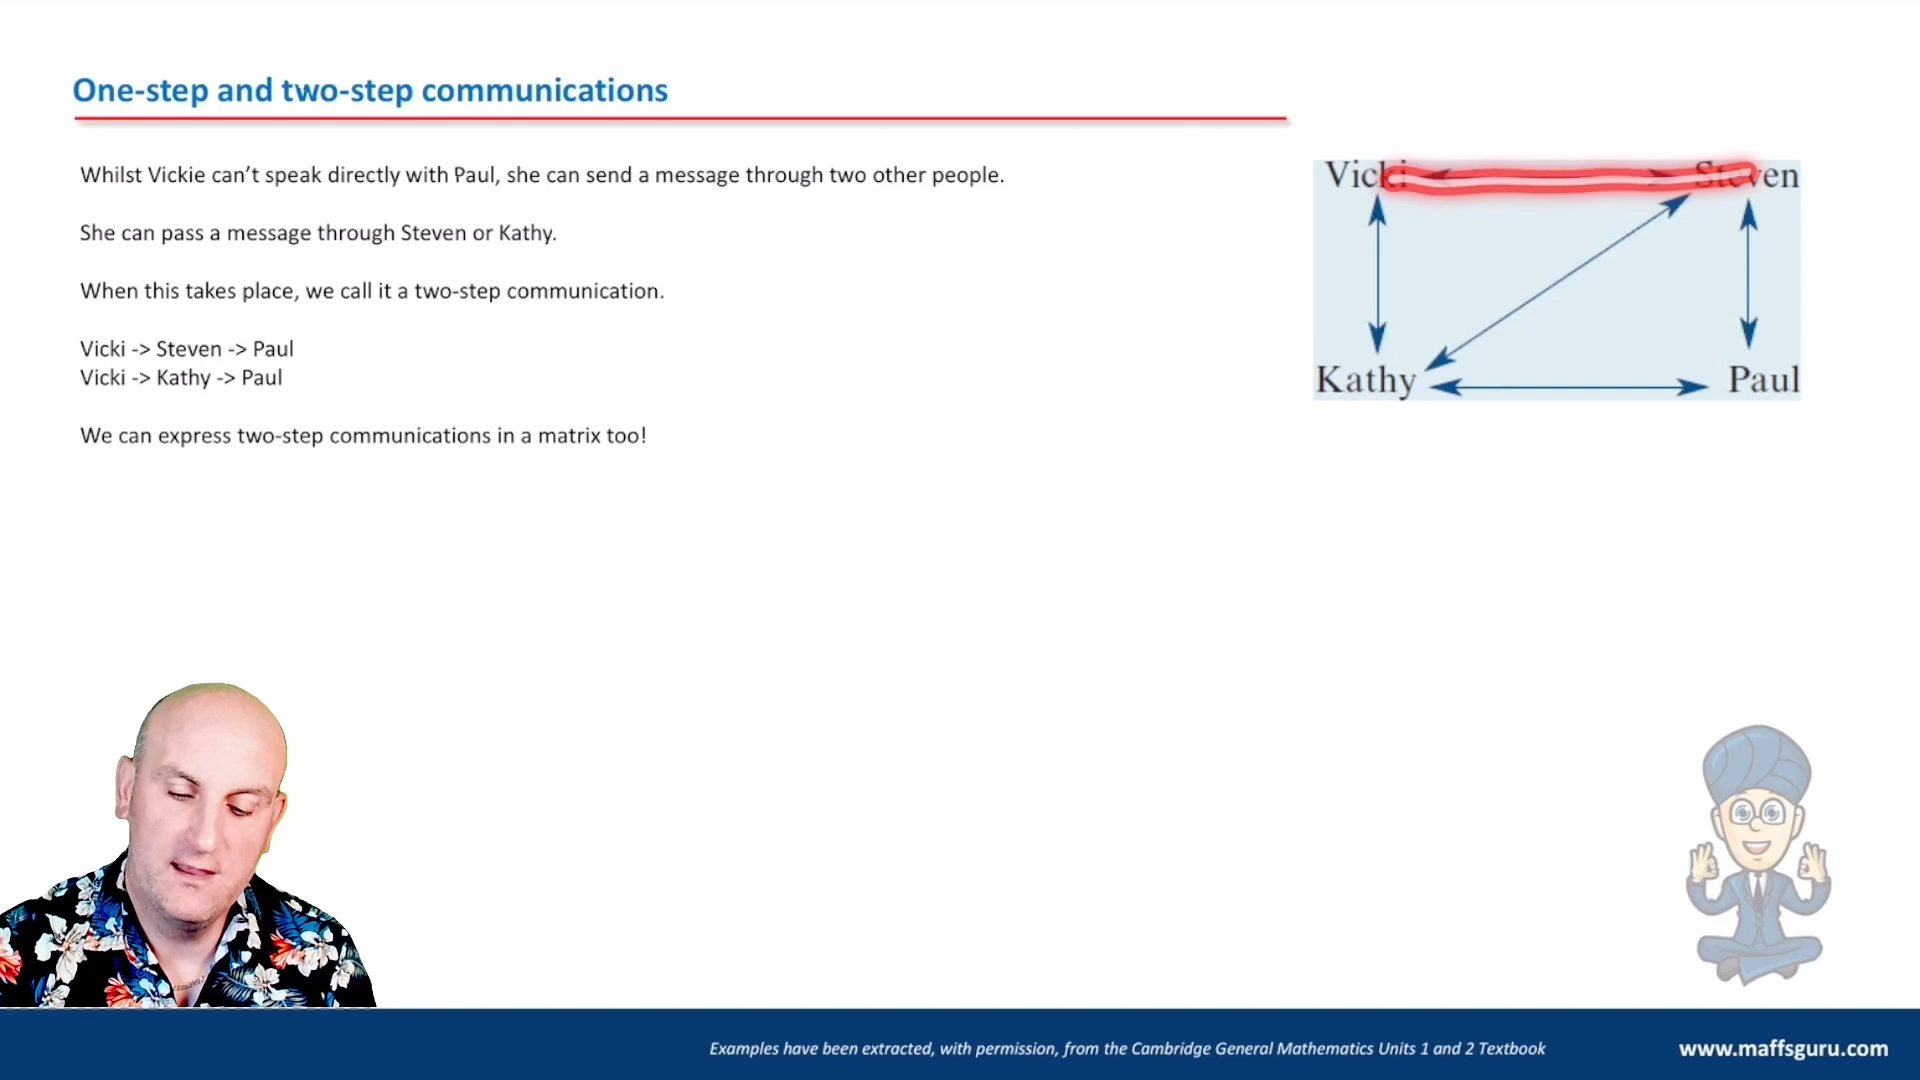 One-step and two-step communications
Whilst Vickie can’t speak directly with Paul, she can send a message through two other people.
She can pass a message through Steven or Kathy.
When this takes place, we call it a two-step communication.
Vicki -> Steven -> Paul
Vicki -> Kathy -> Paul
We can express two-step communications in a matrix too!
Vicki Steven
Kathy Paul
Examples have been extracted, with permission, from the Cambridge General Mathematics Units 1 and 2 Textbook
www.maffsguru.com